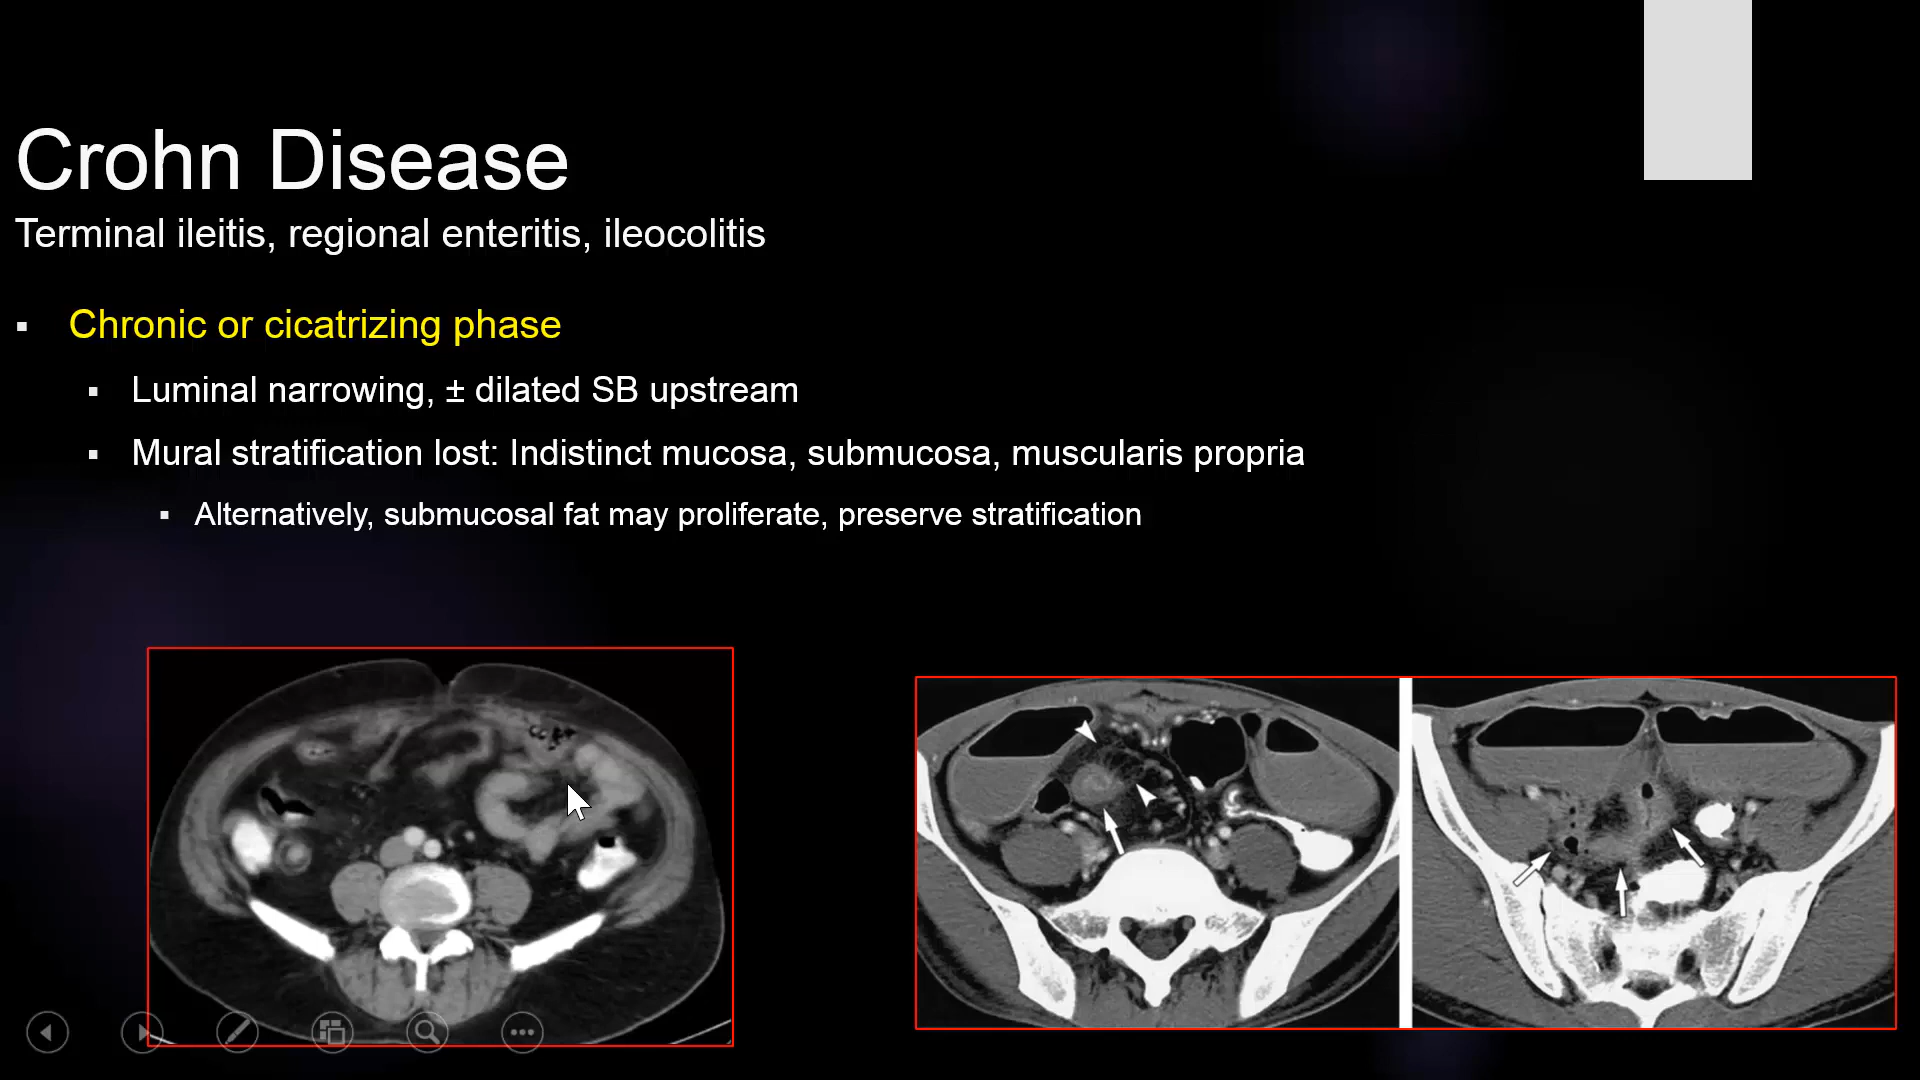 Crohn Disease
Terminal ileitis, regional enteritis, ileocolitis
▪ Chronic or cicatrizing phase
▪ Luminal narrowing, ± dilated SB upstream
▪ Mural stratification lost: Indistinct mucosa, submucosa, muscularis propria
▪ Alternatively, submucosal fat may proliferate, preserve stratification